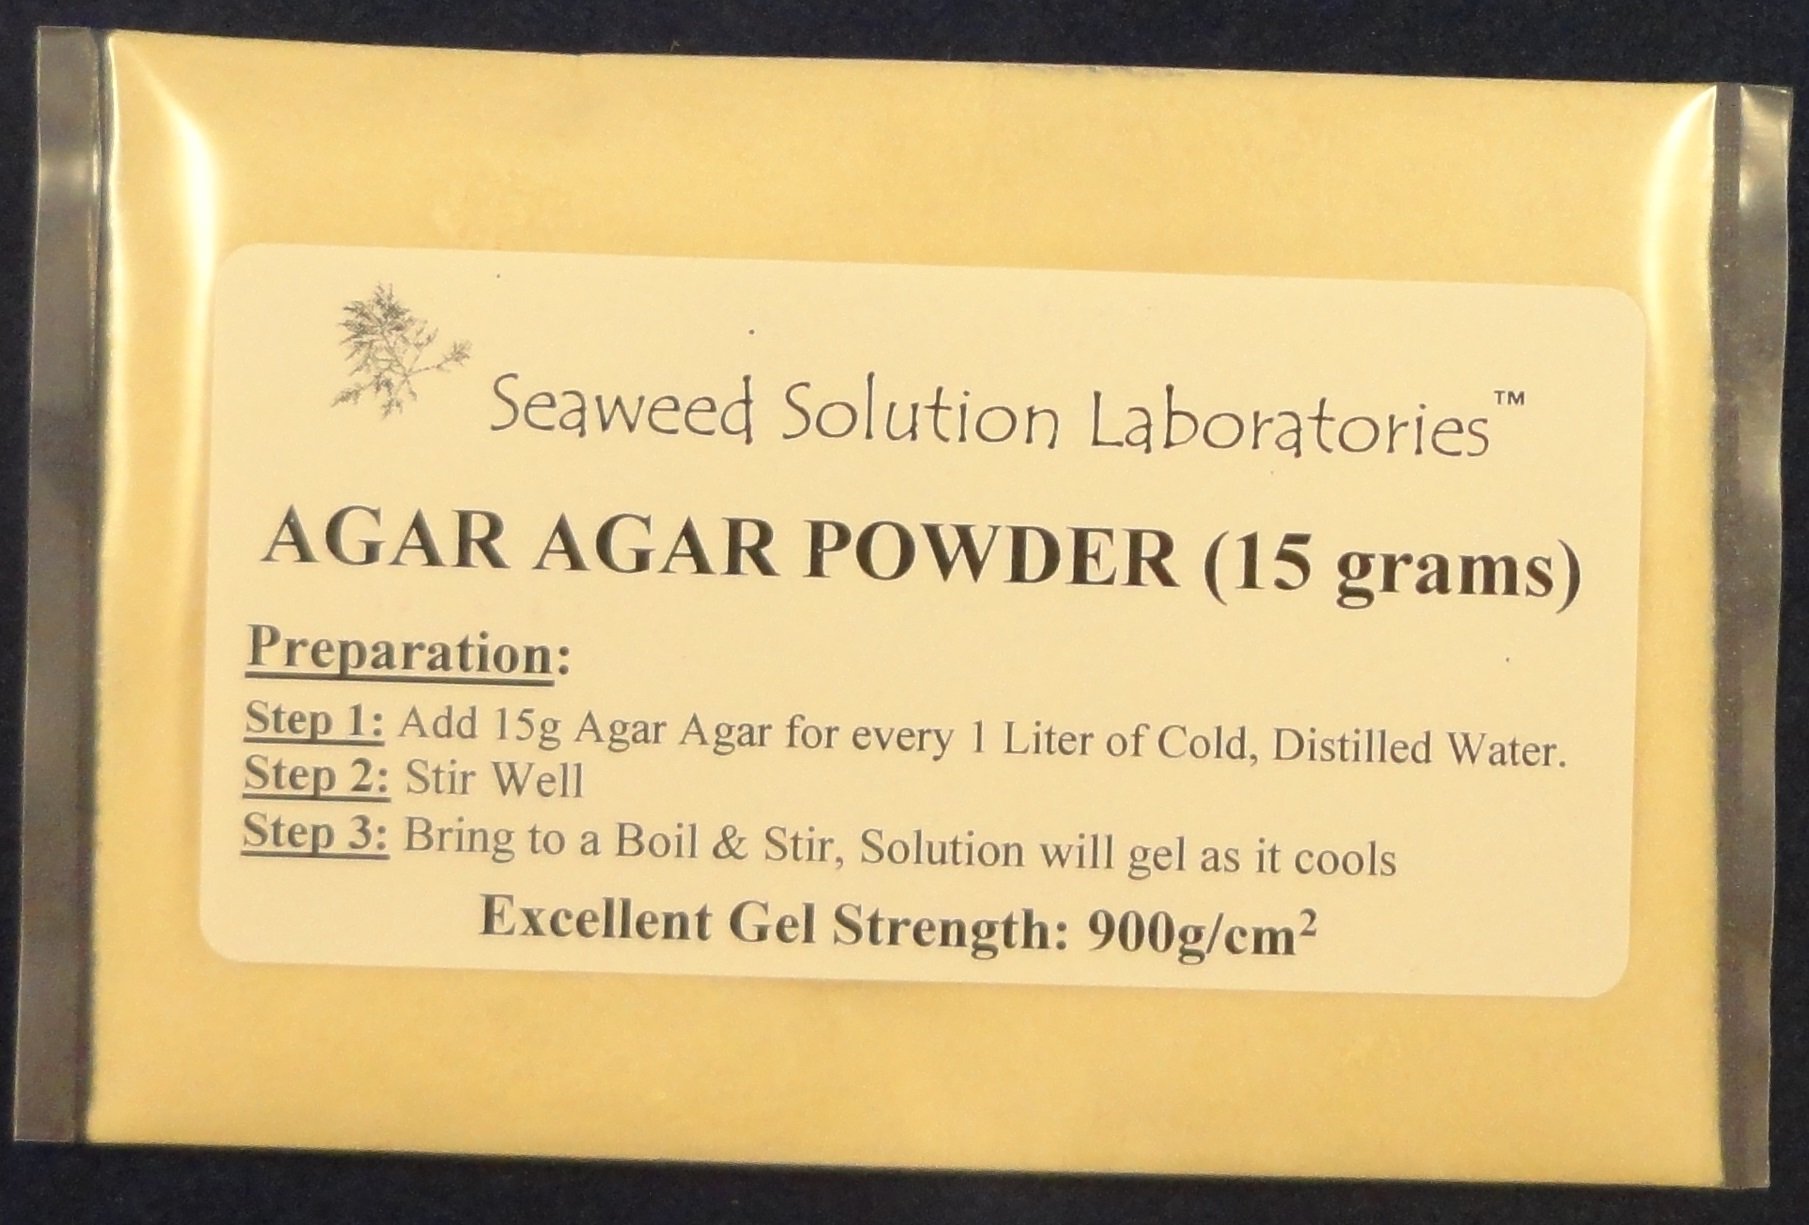 Seaweed Solution Laboratories™
AGAR AGAR POWDER (15 grams)
Preparation:
Step 1: Add 15g Agar Agar for every 1 Liter of Cold, Distilled Water.
Step 2: Stir Well
Step 3: Bring to a Boil & Stir, Solution will gel as it cools
Excellent Gel Strength: 900g/cm²